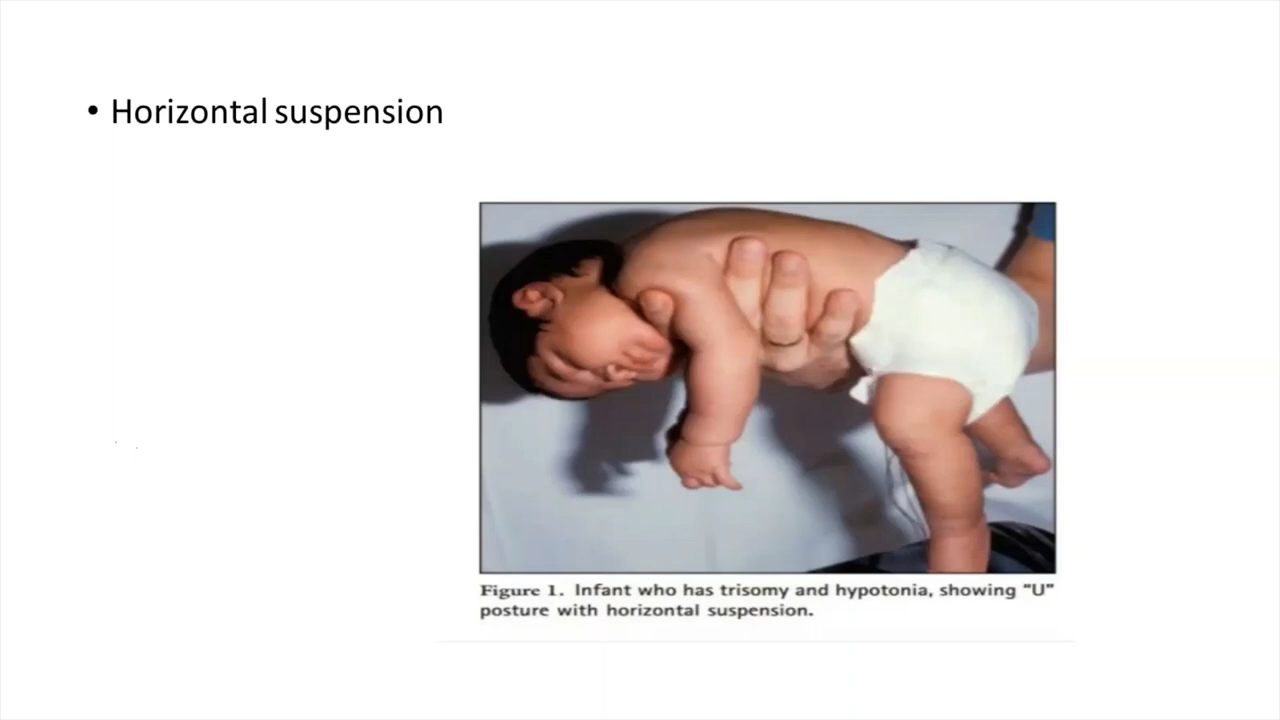 • Horizontal suspension
Figure 1. Infant who has trisomy and hypotonia, showing "U"
posture with horizontal suspension.